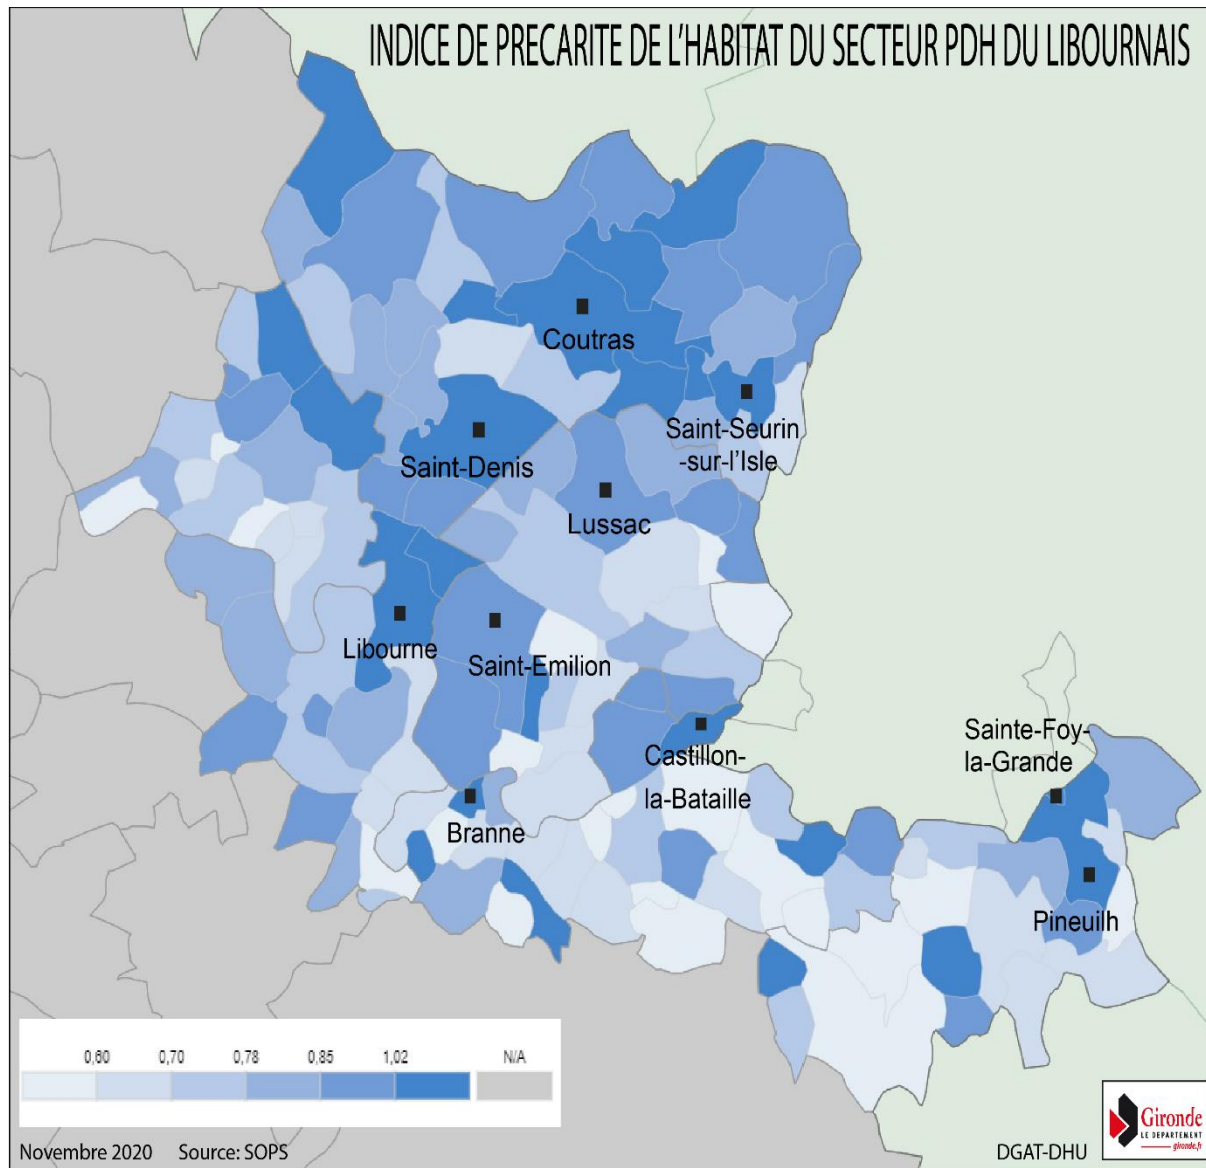 INDICE DE PRECARITE DE L'HABITAT DU SECTEUR PDH DU LIBOURNAIS
Coutras
Saint-Seurin
-sur-l'Isle
Saint-Denis
Lussac
Libourne
Saint-Emilion
Castillon-
la-Bataille
Sainte-Foy-
la-Grande
Branne
Pineuilh
0,60 0,70 0,78 0,85 1,02 N/A
Novembre 2020 Source: SOPS
DGAT-DHU
Gironde
LE DEPARTEMENT
gironde.fr